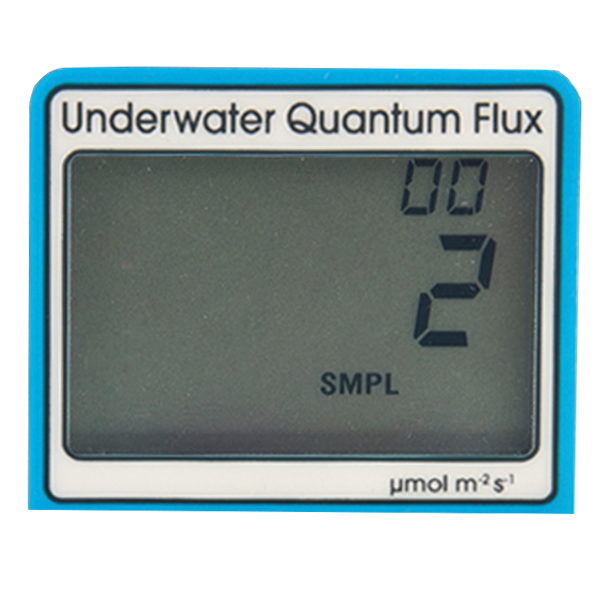 Underwater Quantum Flux
00
2
SMPL
µmol m⁻² s⁻¹